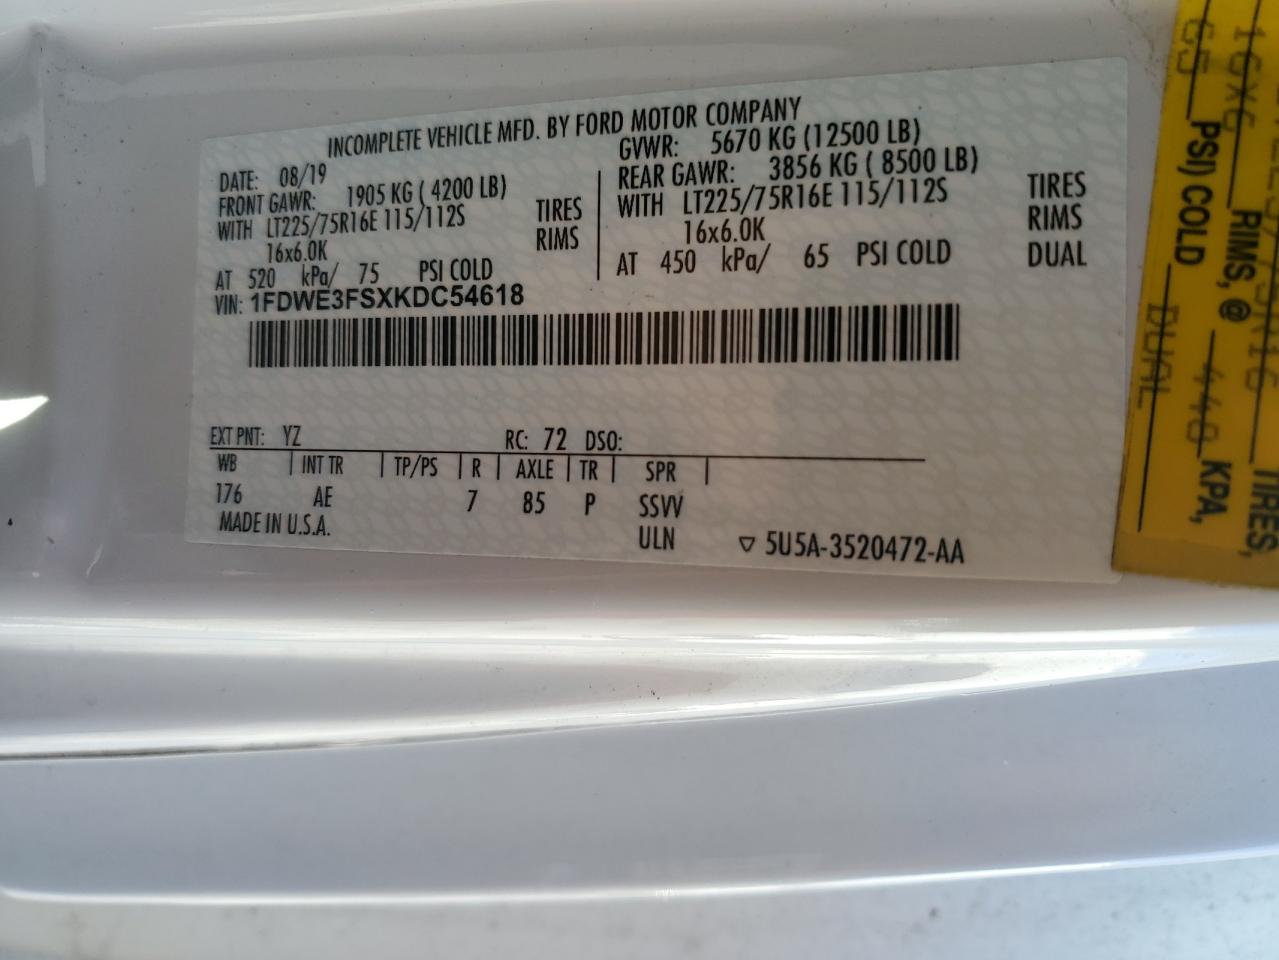 INCOMPLETE VEHICLE MFD. BY FORD MOTOR COMPANY
DATE: 08/19
FRONT GAWR: 1905 KG ( 4200 LB)
WITH LT225/75R16E 115/112S TIRES
16x6.0K RIMS
AT 520 kPa/ 75 PSI COLD
GVWR: 5670 KG (12500 LB)
REAR GAWR: 3856 KG ( 8500 LB)
WITH LT225/75R16E 115/112S TIRES
16x6.0K RIMS
AT 450 kPa/ 65 PSI COLD DUAL
VIN: 1FDWE3FSXKDC54618
EXT PNT: YZ RC: 72 DSO:
WB INT TR TP/PS R AXLE TR SPR
176 AE 7 85 P SSVV
MADE IN U.S.A. ULN ▽ 5U5A-3520472-AA
TIRES,
16x6 RIMS, @ 448 KPA,
65 PSI) COLD DUAL